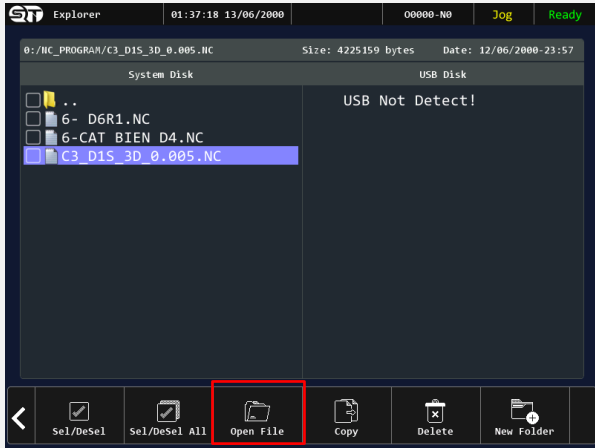 STT Explorer 01:37:18 13/06/2000 O0000-N0 Jog Ready
0:/NC_PROGRAM/C3_D1S_3D_0.005.NC Size: 4225159 bytes Date: 12/06/2000-23:57
System Disk USB Disk
..
6- D6R1.NC
6-CAT BIEN D4.NC
C3_D1S_3D_0.005.NC
USB Not Detect!
Sel/DeSel Sel/DeSel All Open File Copy Delete New Folder